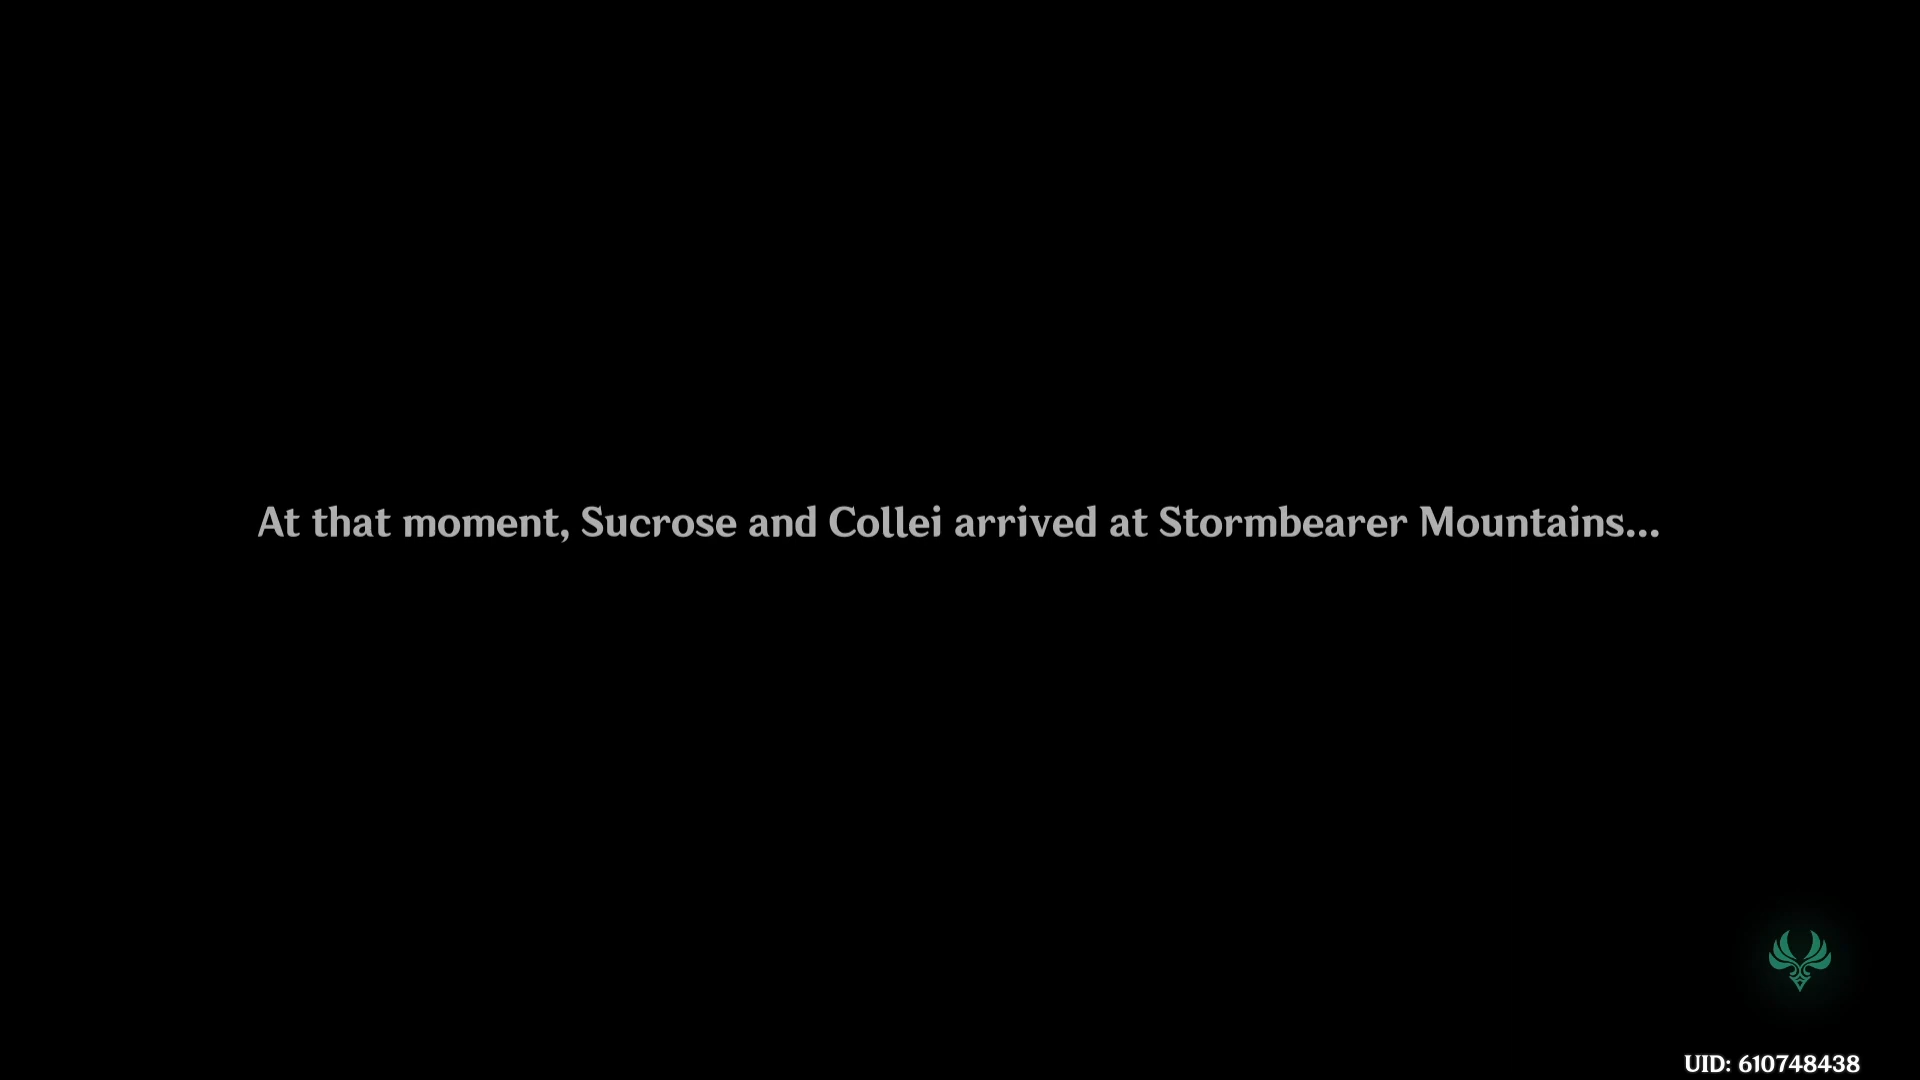 At that moment, Sucrose and Collei arrived at Stormbearer Mountains...
UID: 610748438